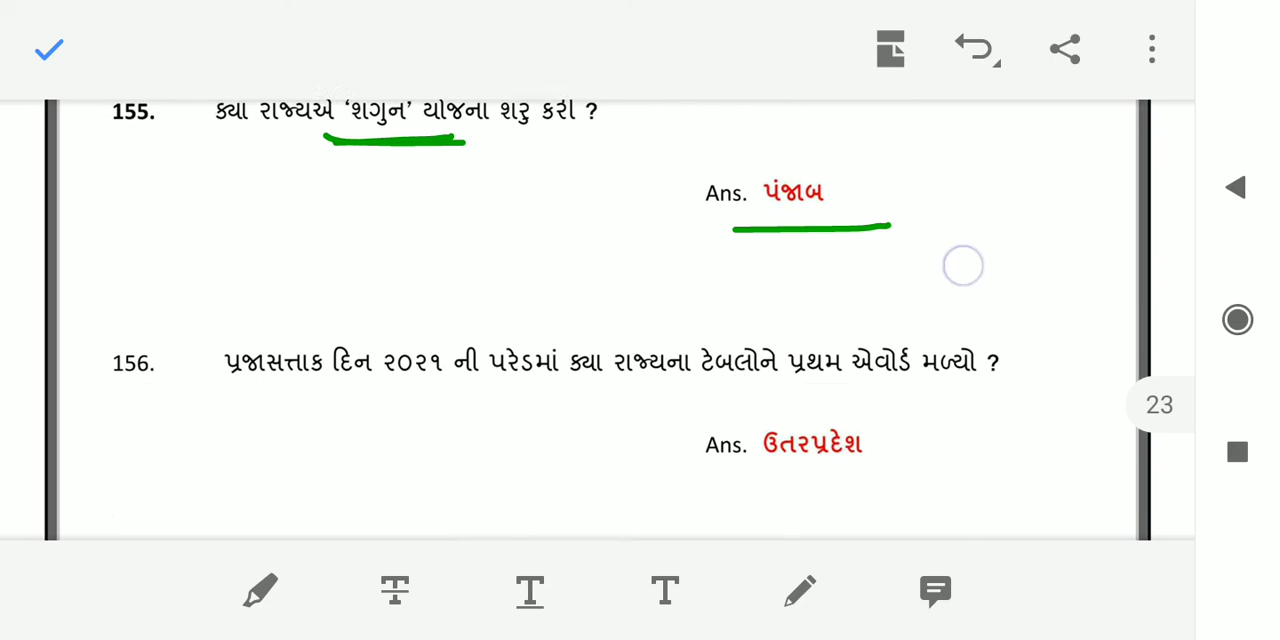 155. ક્યા રાજ્યએ ‘શગુન’ યોજના શરુ કરી ?
Ans. પંજાબ
156. પ્રજાસત્તાક દિન ૨૦૨૧ ની પરેડમાં ક્યા રાજ્યના ટેબલોને પ્રથમ એવોર્ડ મળ્યો ?
23
Ans. ઉતરપ્રદેશ